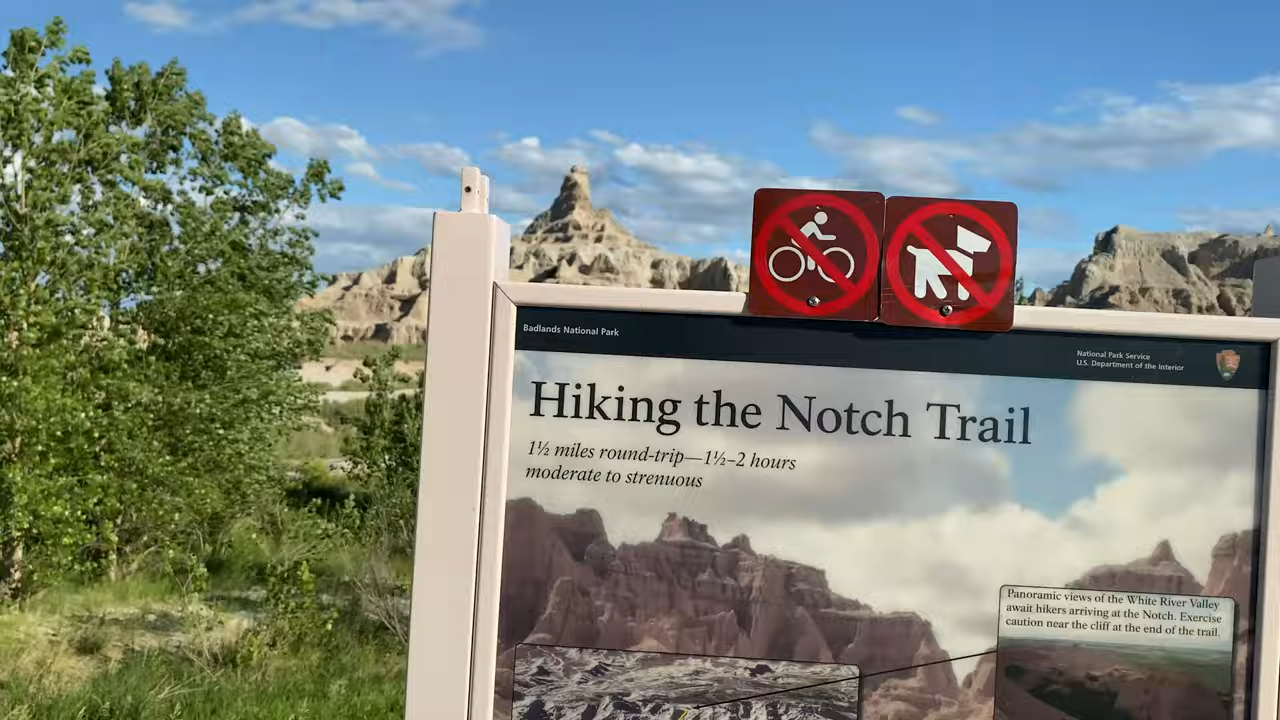 Badlands National Park
National Park Service
U.S. Department of the Interior
Hiking the Notch Trail
1½ miles round-trip—1½–2 hours
moderate to strenuous
Panoramic views of the White River Valley
await hikers arriving at the Notch. Exercise
caution near the cliff at the end of the trail.